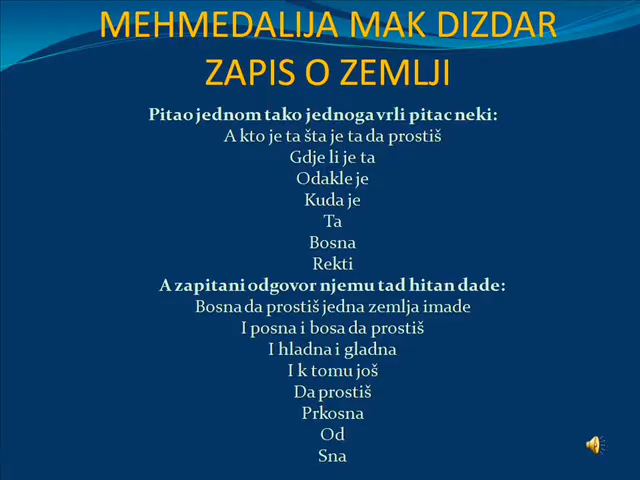 MEHMEDALIJA MAK DIZDAR
ZAPIS O ZEMLJI
Pitao jednom tako jednoga vrli pitac neki:
A kto je ta šta je ta da prostiš
Gdje li je ta
Odakle je
Kuda je
Ta
Bosna
Rekti
A zapitani odgovor njemu tad hitan dade:
Bosna da prostiš jedna zemlja imade
I posna i bosa da prostiš
I hladna i gladna
I k tomu još
Da prostiš
Prkosna
Od
Sna